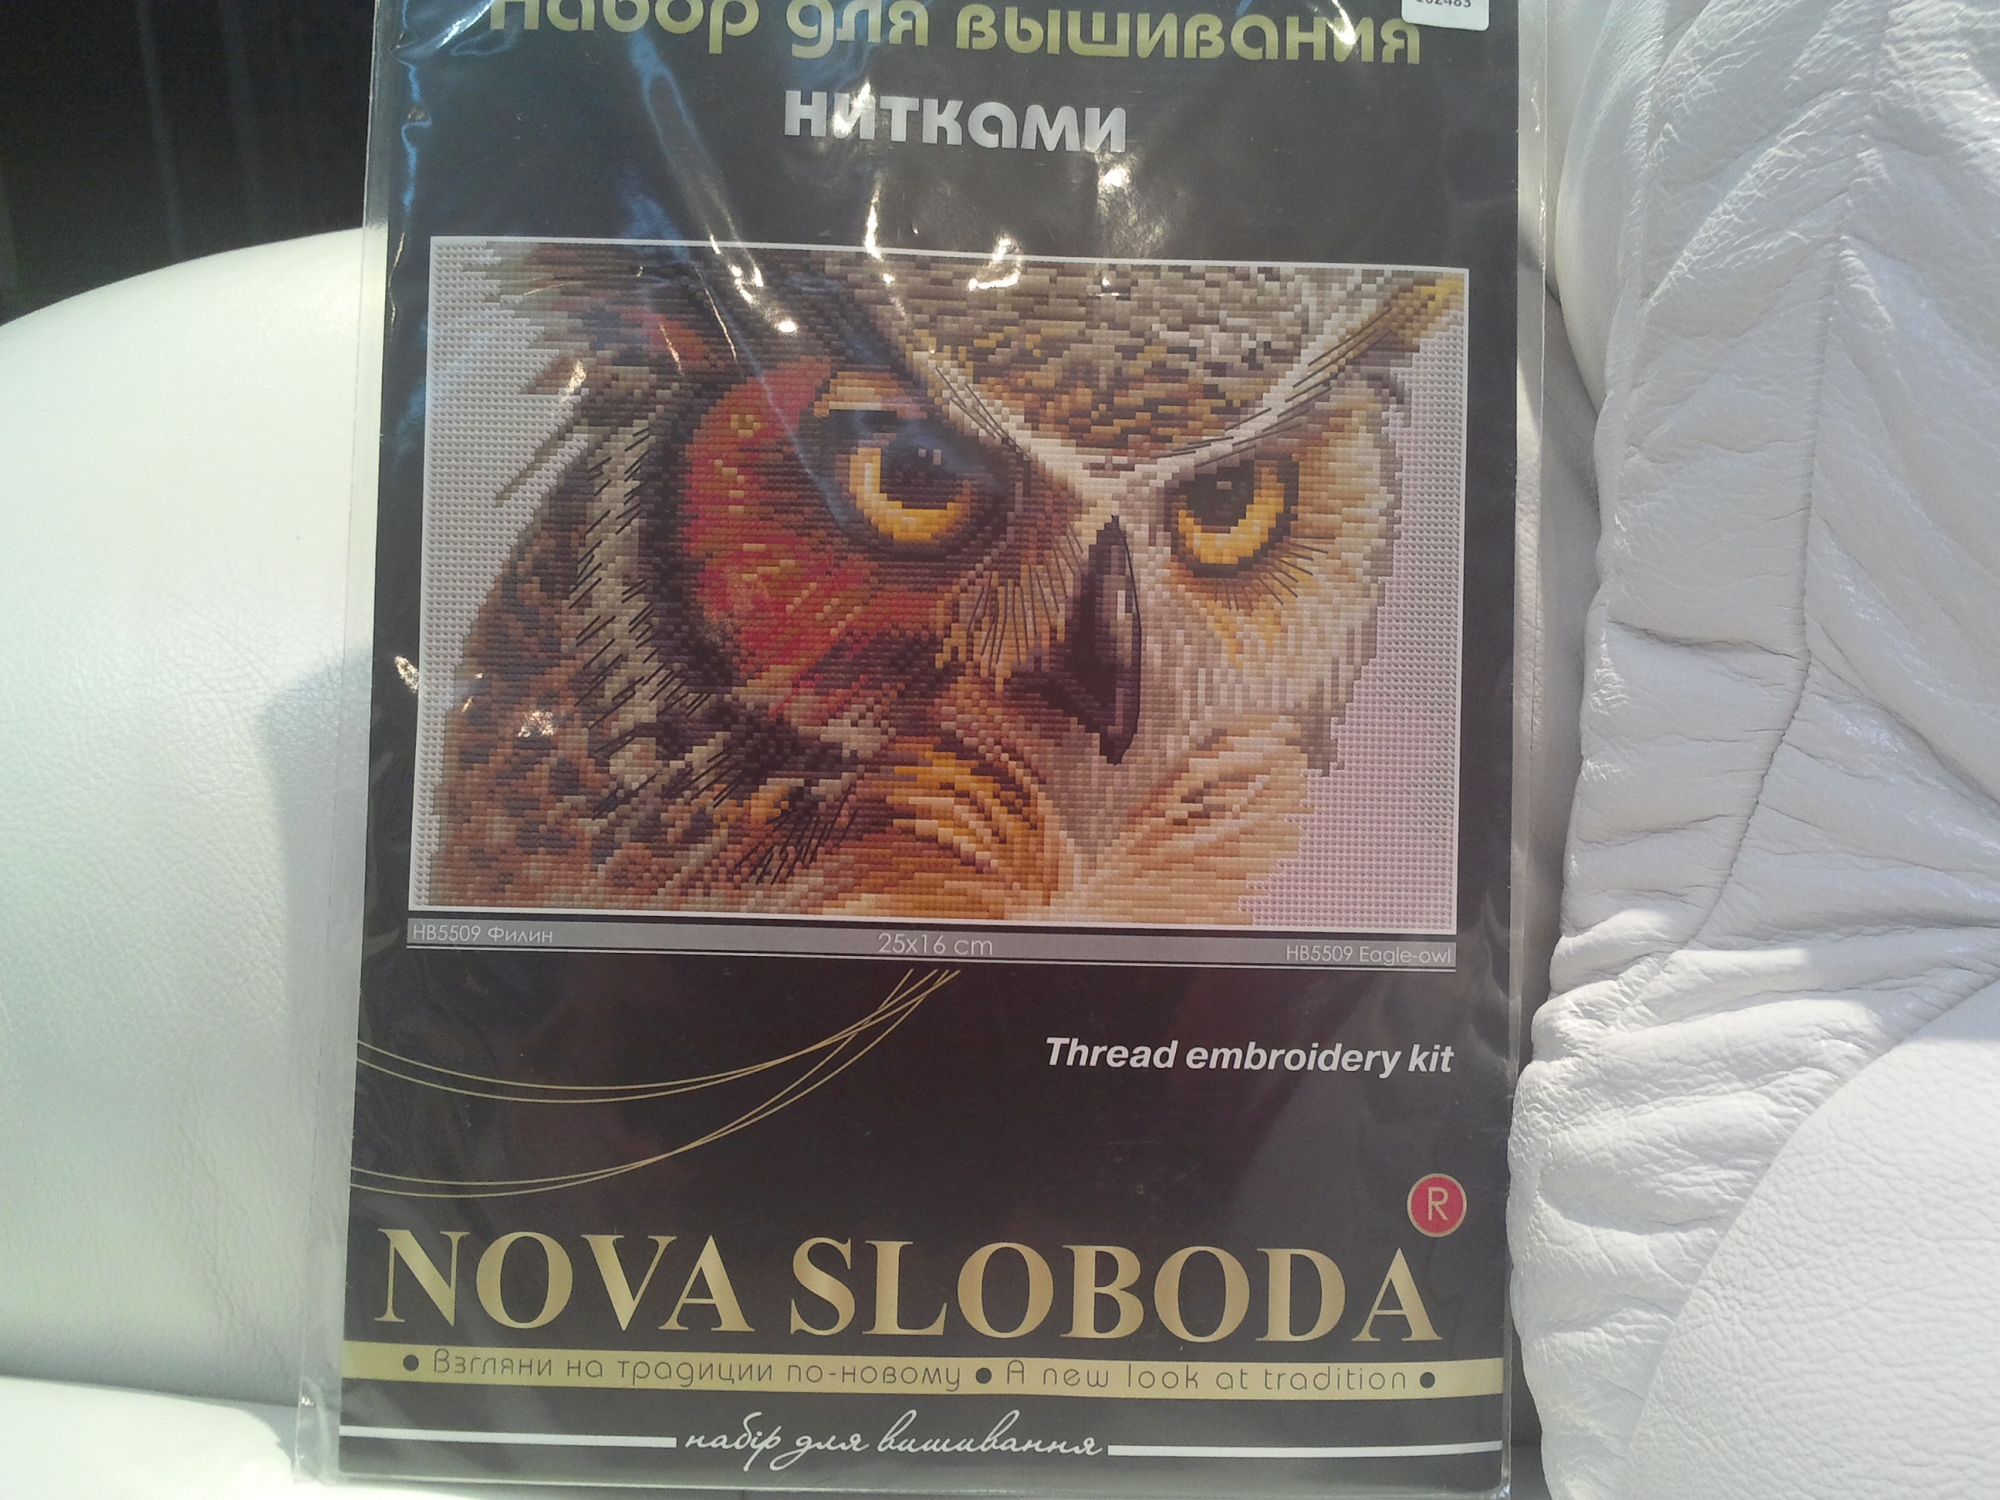 Набор для вышивания
нитками
HB5509 Филин
25x16 cm
HB5509 Eagle-owl
Thread embroidery kit
R
NOVA SLOBODA
• Взгляни на традиции по-новому • A new look at tradition •
набір для вишивання